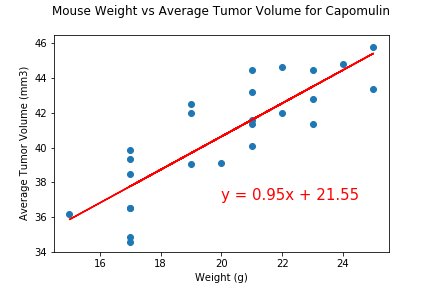 Mouse Weight vs Average Tumor Volume for Capomulin
46
44
42
40
38
36
34
Average Tumor Volume (mm3)
y = 0.95x + 21.55
16 18 20 22 24
Weight (g)